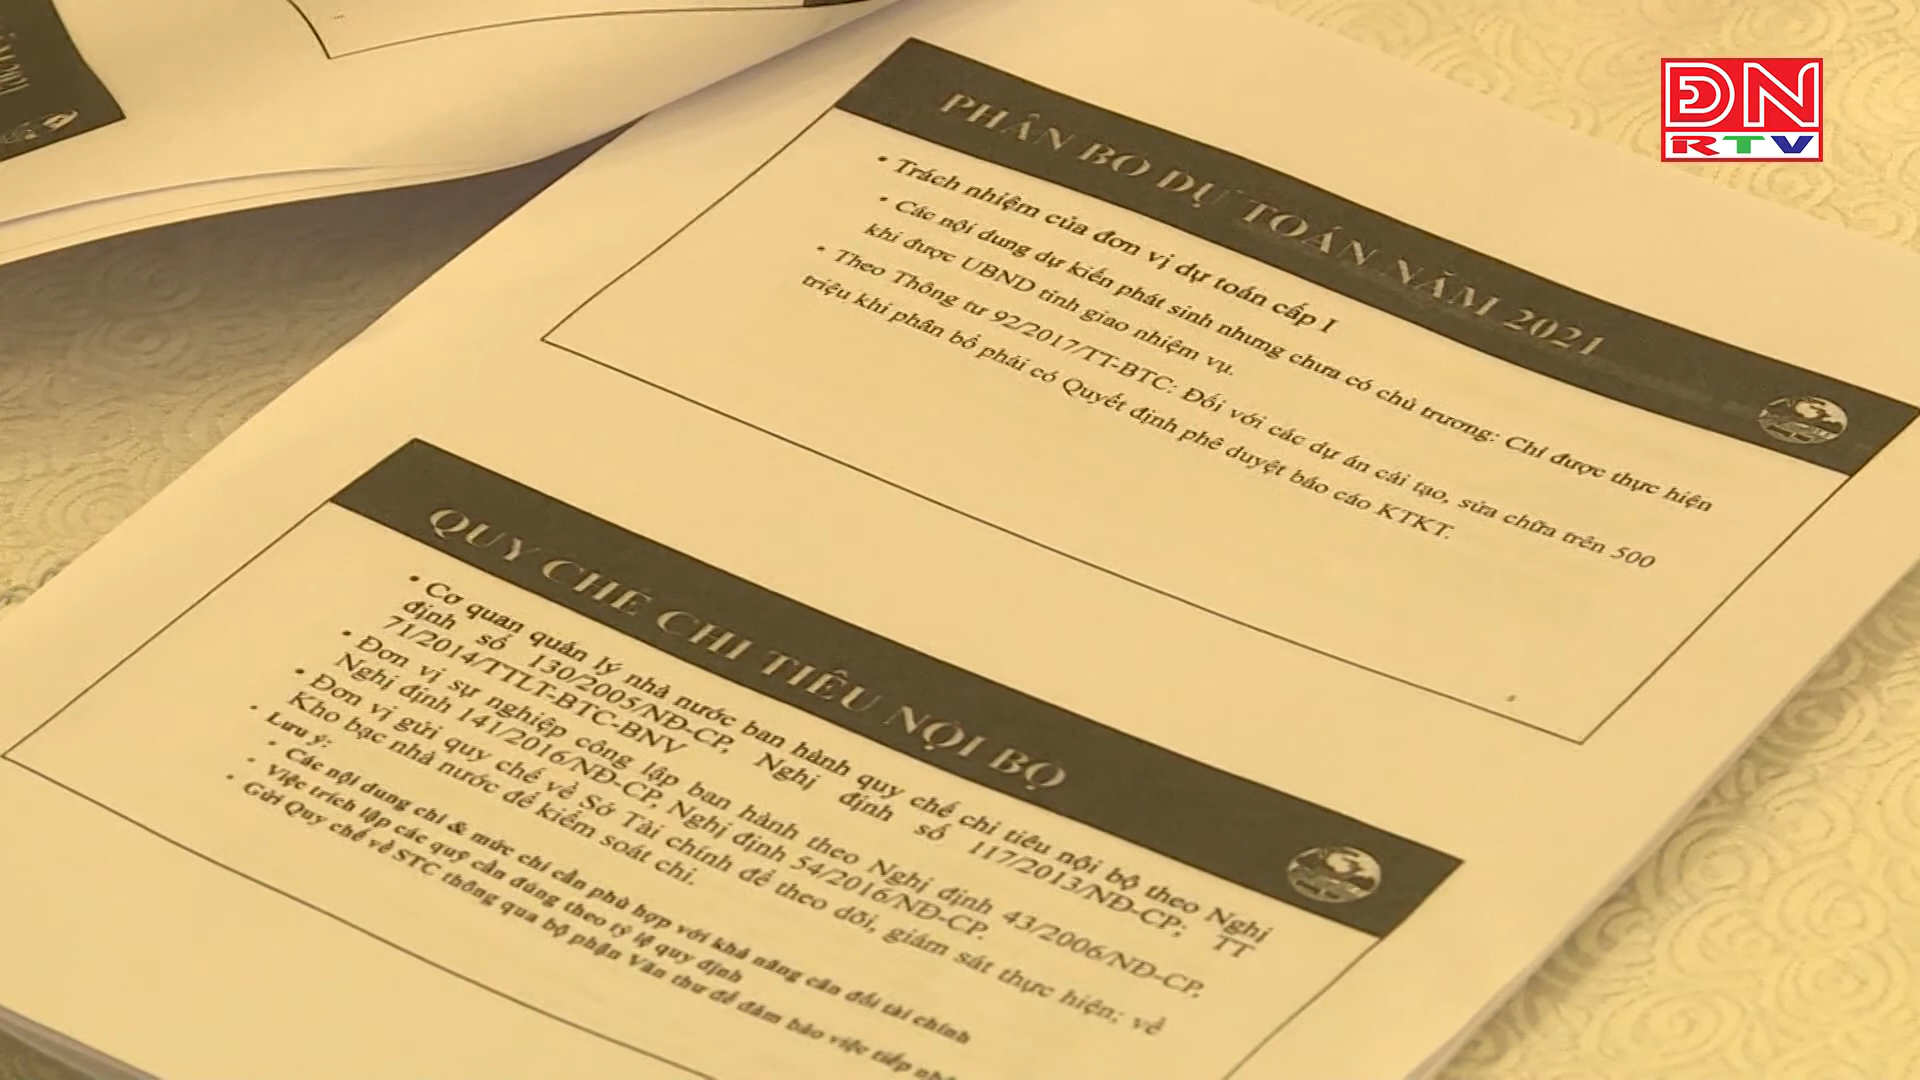 ĐN
RTV
PHÂN BỔ DỰ TOÁN NĂM 2021
• Trách nhiệm của đơn vị dự toán cấp I
• Các nội dung dự kiến phát sinh nhưng chưa có chủ trương: Chỉ được thực hiện
khi được UBND tỉnh giao nhiệm vụ.
• Theo Thông tư 92/2017/TT-BTC: Đối với các dự án cải tạo, sửa chữa trên 500
triệu khi phân bổ phải có Quyết định phê duyệt báo cáo KTKT.
QUY CHẾ CHI TIÊU NỘI BỘ
• Cơ quan quản lý nhà nước ban hành quy chế chi tiêu nội bộ theo Nghị
định số 130/2005/NĐ-CP, Nghị định số 117/2013/NĐ-CP; TT
71/2014/TTLT-BTC-BNV
• Đơn vị sự nghiệp công lập ban hành theo Nghị định 43/2006/NĐ-CP,
Nghị định 141/2016/NĐ-CP, Nghị định 54/2016/NĐ-CP.
• Đơn vị gửi quy chế về Sở Tài chính để theo dõi, giám sát thực hiện; về
Kho bạc nhà nước để kiểm soát chi.
• Lưu ý:
• Các nội dung chi & mức chi cần phù hợp với khả năng cân đối tài chính
• Việc trích lập các quỹ cần đúng theo tỷ lệ quy định
• Gửi Quy chế về STC thông qua bộ phận Văn thư để đảm bảo việc tiếp